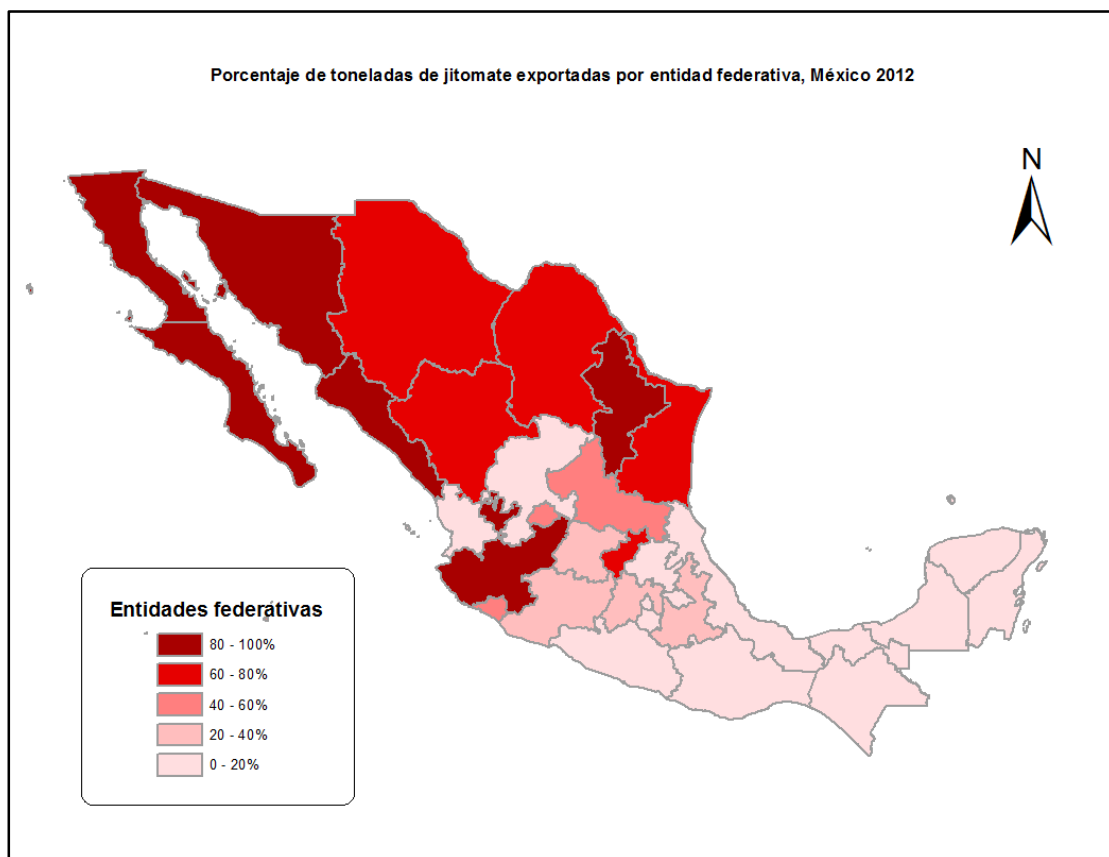 Porcentaje de toneladas de jitomate exportadas por entidad federativa, México 2012
N
Entidades federativas
80 - 100%
60 - 80%
40 - 60%
20 - 40%
0 - 20%